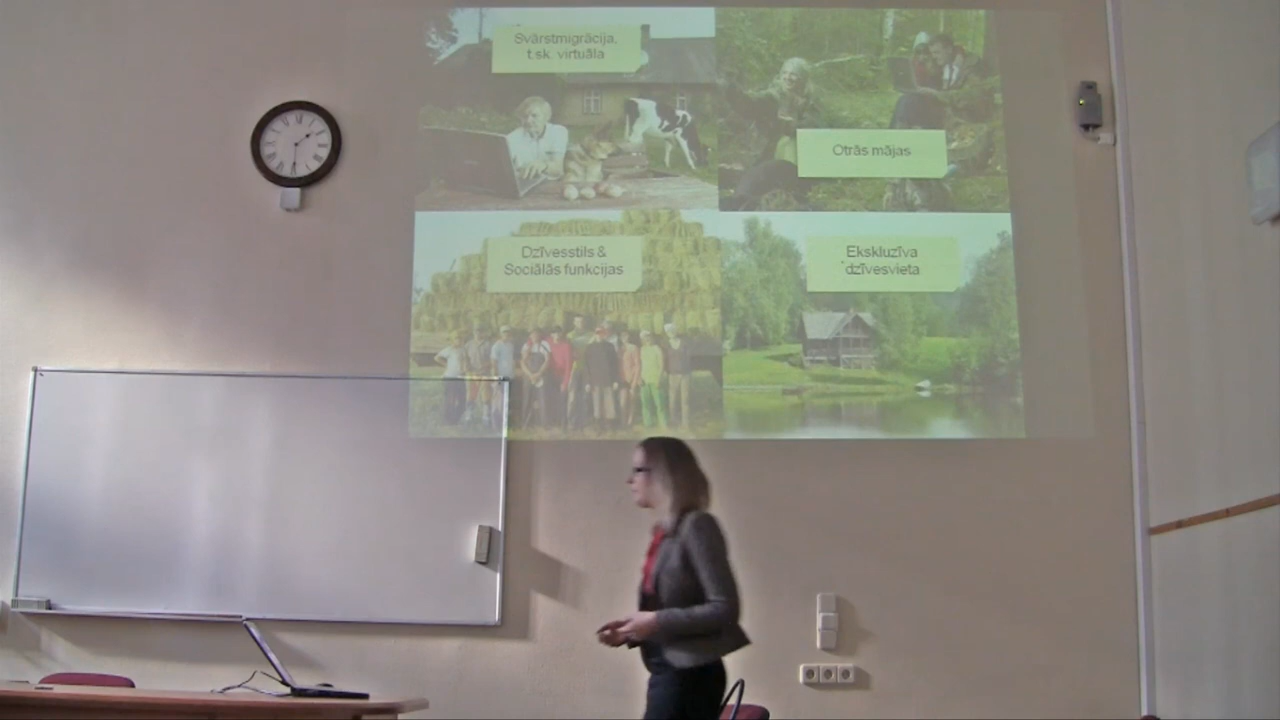 Svārstmigrācija,
t.sk. virtuāla
Otrās mājas
Dzīvesstils &
Sociālās funkcijas
Ekskluzīva
dzīvesvieta